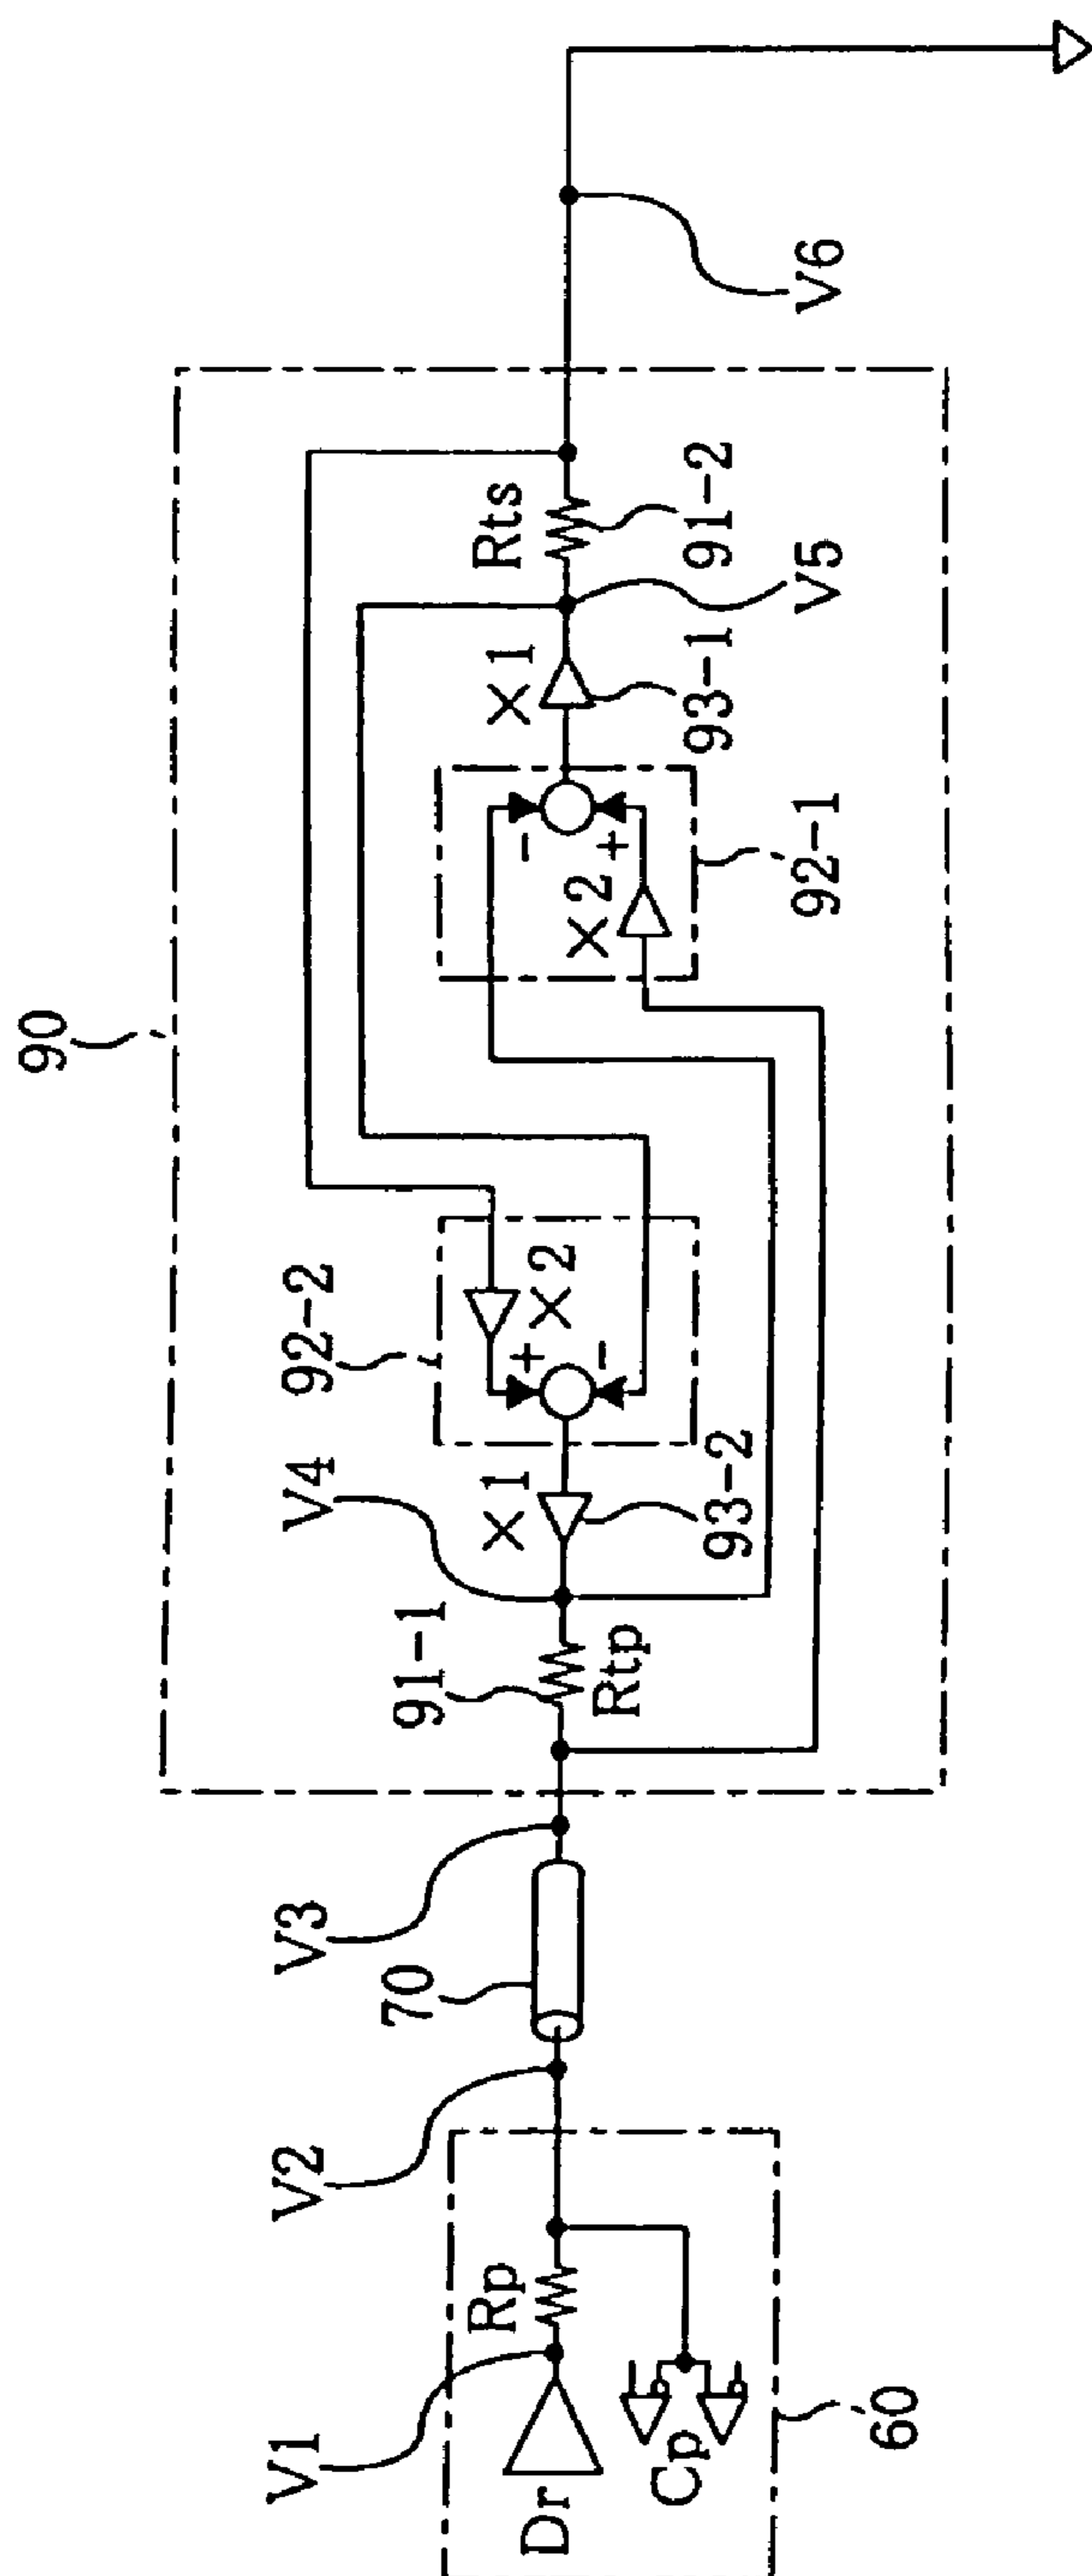 90
92-2
V4
×1
91-1
Rtp
93-2
+
-
×2
-
+
×2
92-1
×1
93-1
V5
Rts
91-2
V6
V3
70
V2
V1
Rp
Dr
Cp
60